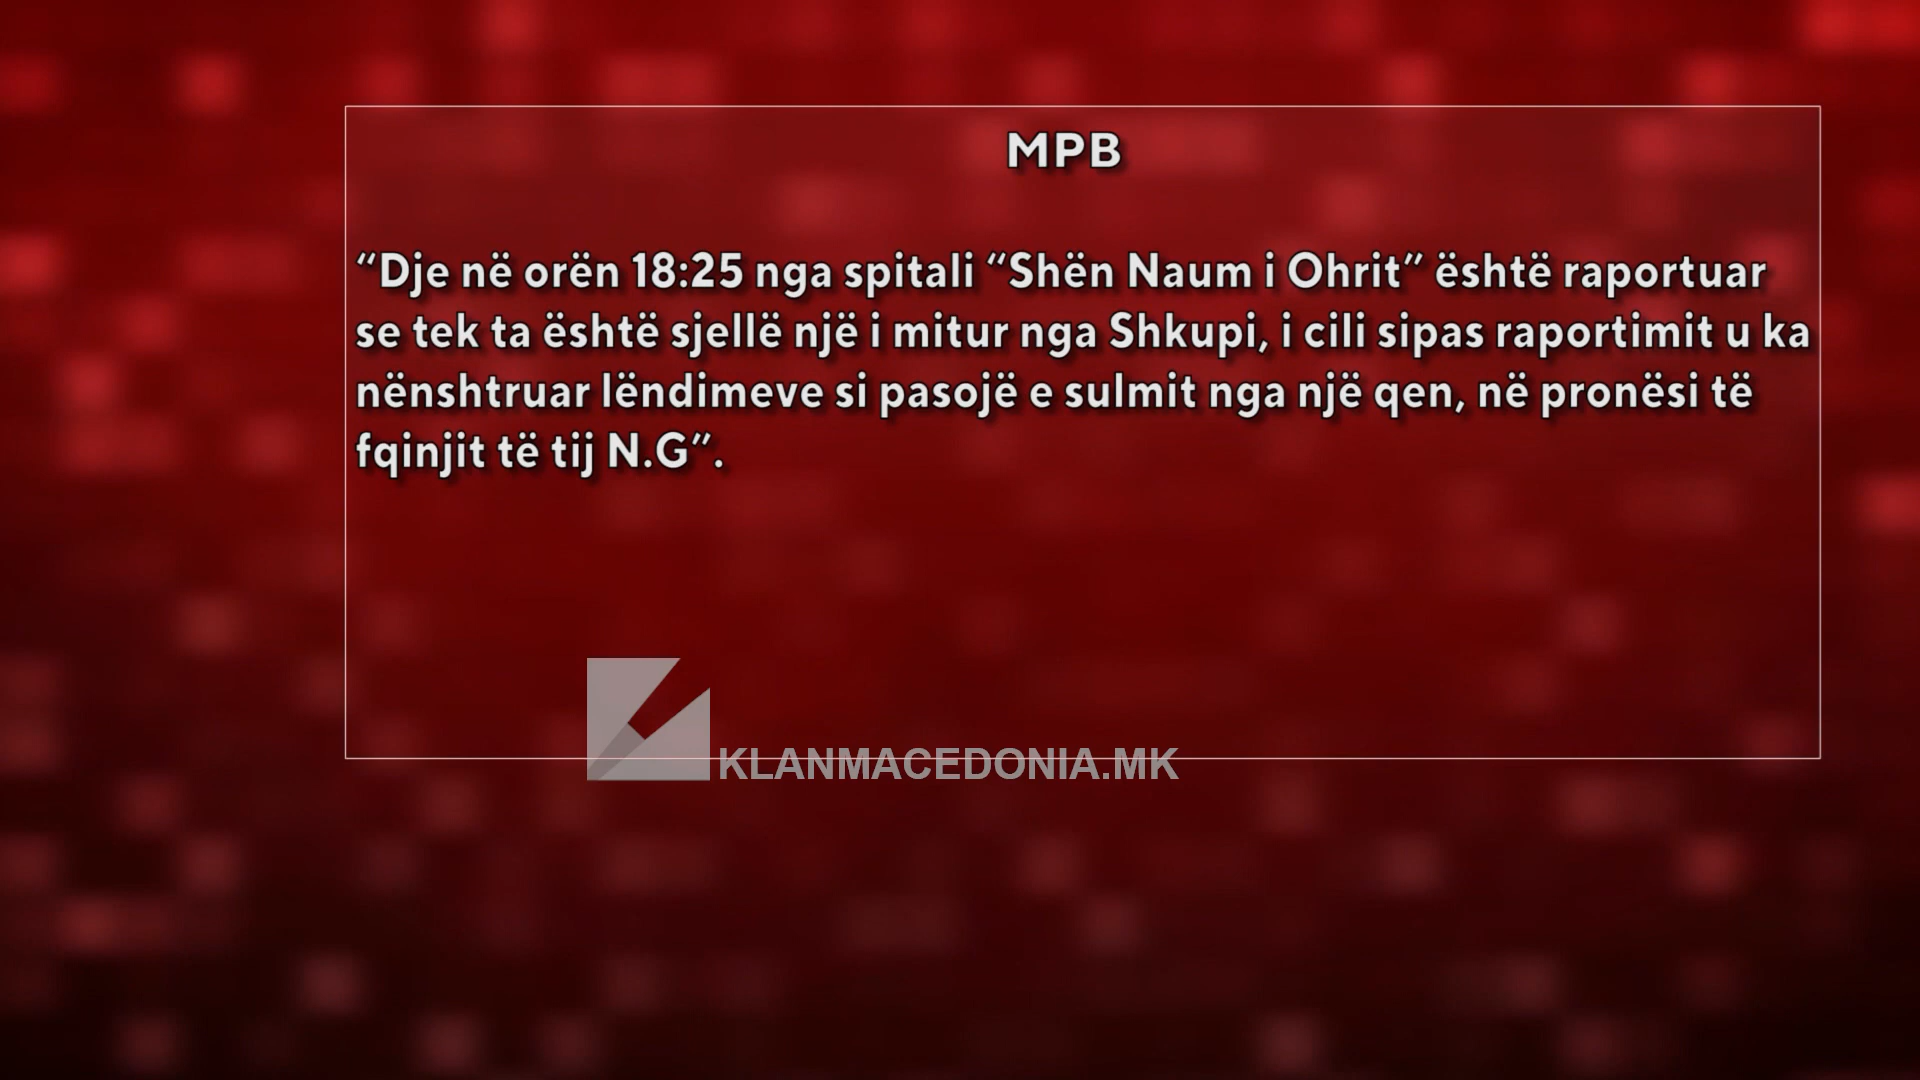 MPB
“Dje në orën 18:25 nga spitali “Shën Naum i Ohrit” është raportuar
se tek ta është sjellë një i mitur nga Shkupi, i cili sipas raportimit u ka
nënshtruar lëndimeve si pasojë e sulmit nga një qen, në pronësi të
fqinjit të tij N.G”.
KLANMACEDONIA.MK